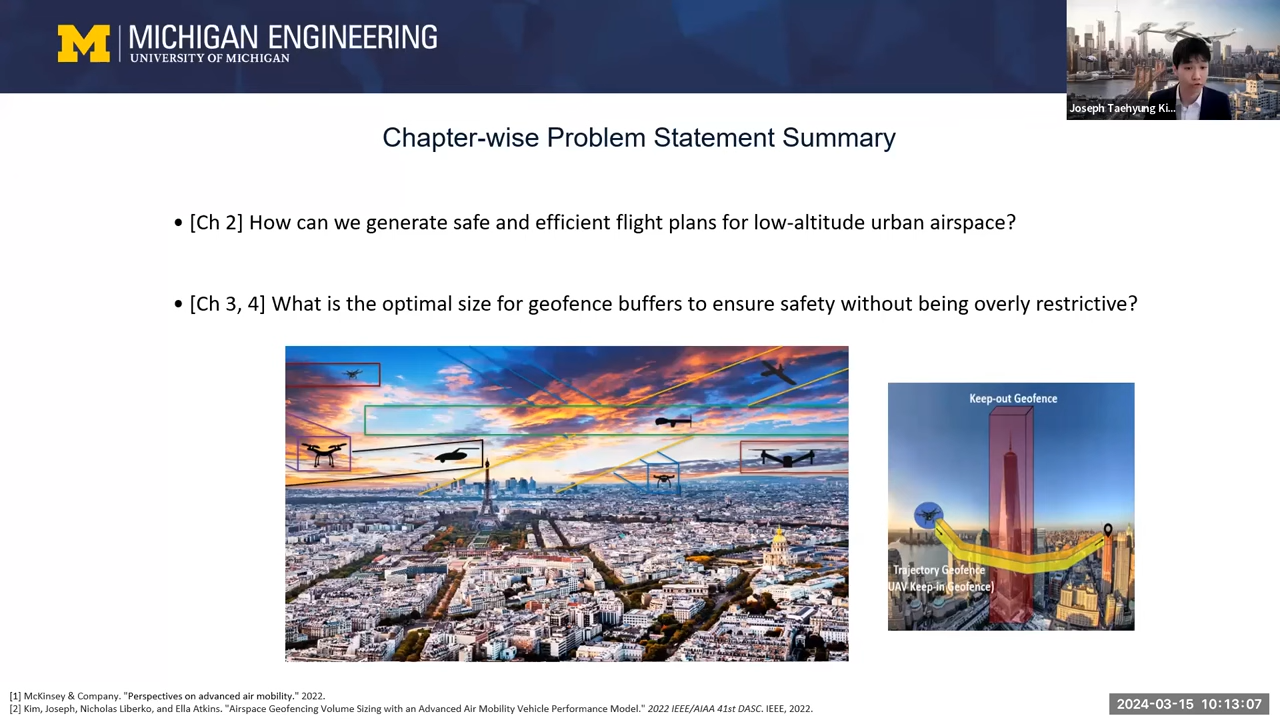 M | MICHIGAN ENGINEERING
UNIVERSITY OF MICHIGAN
Joseph Taehyung Ki...
Chapter-wise Problem Statement Summary
• [Ch 2] How can we generate safe and efficient flight plans for low-altitude urban airspace?
• [Ch 3, 4] What is the optimal size for geofence buffers to ensure safety without being overly restrictive?
Keep-out Geofence
Trajectory Geofence
UAV Keep-in Geofence)
[1] McKinsey & Company. "Perspectives on advanced air mobility." 2022.
[2] Kim, Joseph, Nicholas Liberko, and Ella Atkins. "Airspace Geofencing Volume Sizing with an Advanced Air Mobility Vehicle Performance Model." 2022 IEEE/AIAA 41st DASC. IEEE, 2022.
2024-03-15 10:13:07